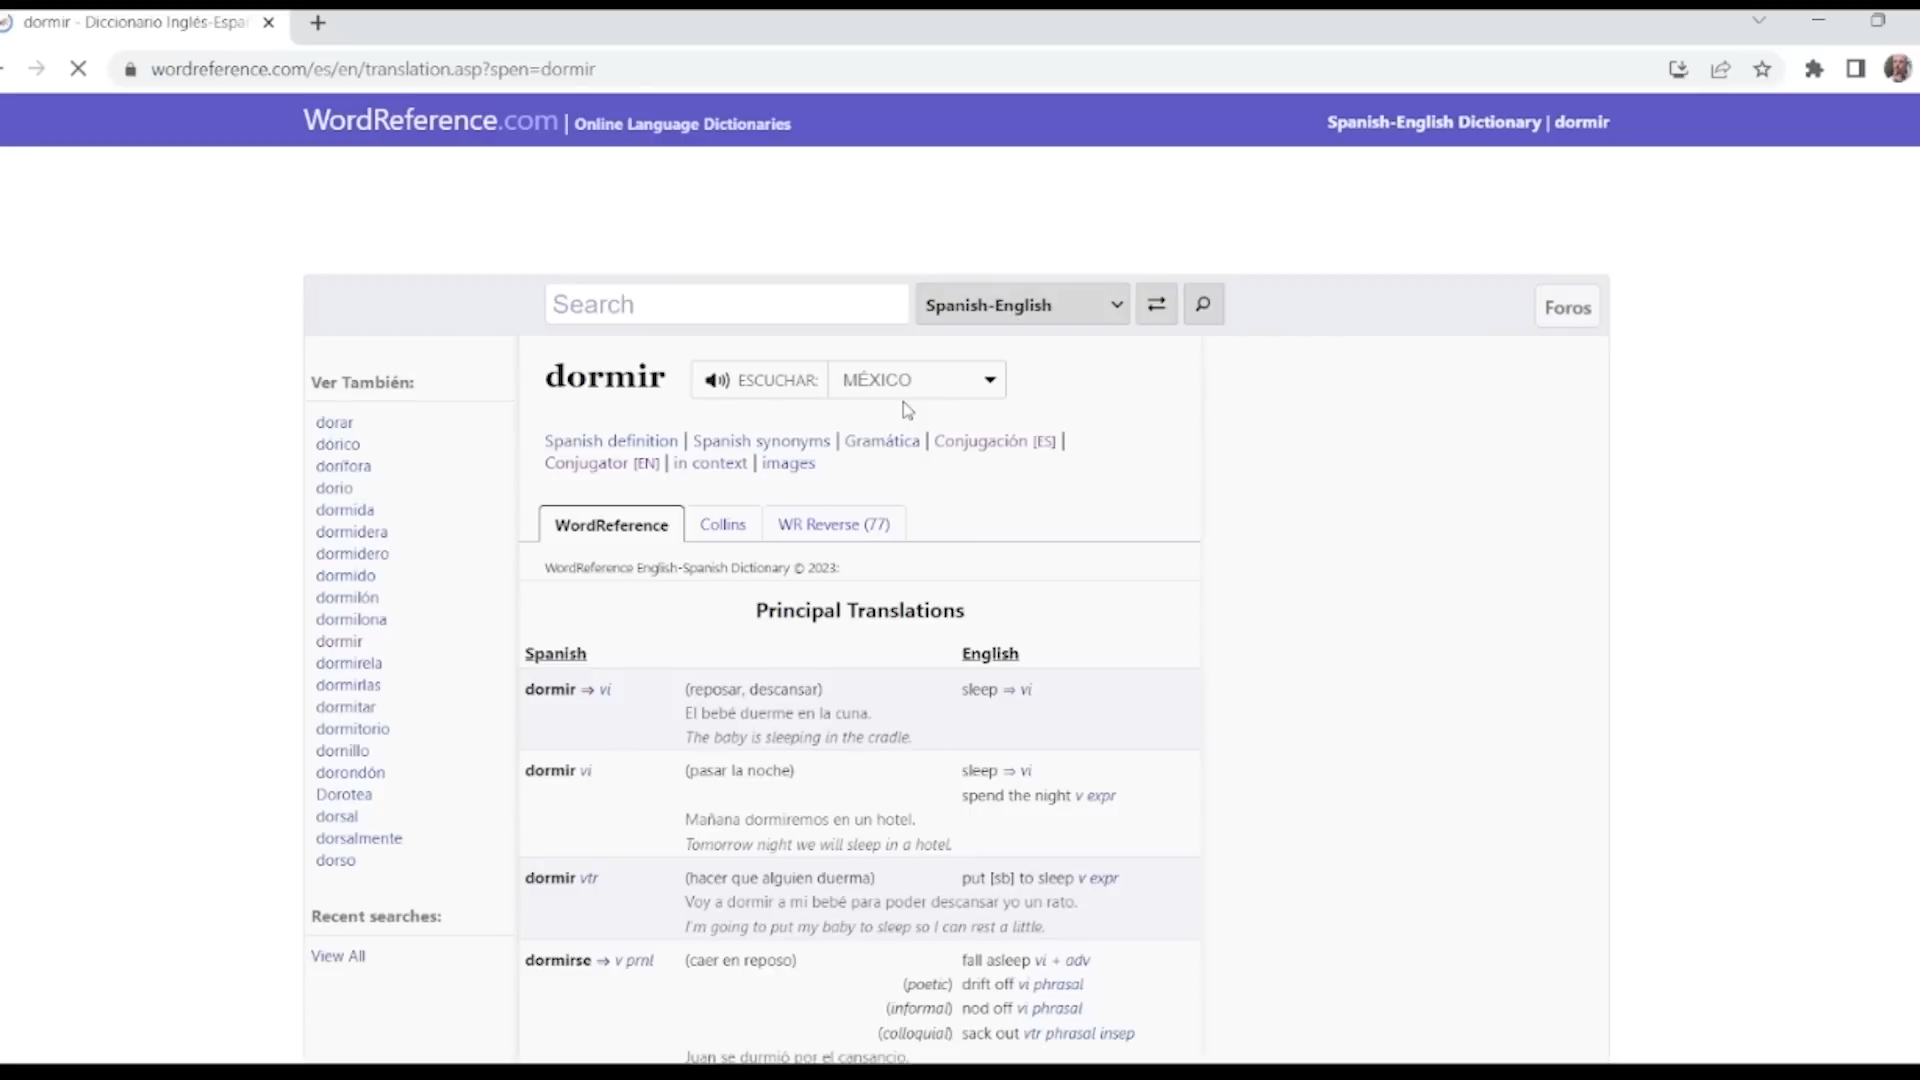 dormir - Diccionario Inglés-Espa
wordreference.com/es/en/translation.asp?spen=dormir
WordReference.com | Online Language Dictionaries
Spanish-English Dictionary | dormir
Search
Spanish-English
Foros
Ver También:
dorar
dórico
dorífora
dorio
dormida
dormidera
dormidero
dormido
dormilón
dormilona
dormir
dormirela
dormirlas
dormitar
dormitorio
dornillo
dorondón
Dorotea
dorsal
dorsalmente
dorso
Recent searches:
View All
dormir
ESCUCHAR:
MÉXICO
Spanish definition | Spanish synonyms | Gramática | Conjugación [ES] |
Conjugator [EN] | in context | images
WordReference
Collins
WR Reverse (77)
WordReference English-Spanish Dictionary © 2023:
Principal Translations
Spanish English
dormir ⇒ vi (reposar, descansar) sleep ⇒ vi
El bebé duerme en la cuna.
The baby is sleeping in the cradle.
dormir vi (pasar la noche) sleep ⇒ vi
spend the night v expr
Mañana dormiremos en un hotel.
Tomorrow night we will sleep in a hotel.
dormir vtr (hacer que alguien duerma) put [sb] to sleep v expr
Voy a dormir a mi bebé para poder descansar yo un rato.
I'm going to put my baby to sleep so I can rest a little.
dormirse ⇒ v prnl (caer en reposo) fall asleep vi + adv
(poetic) drift off vi phrasal
(informal) nod off vi phrasal
(colloquial) sack out vtr phrasal insep
Juan se durmió por el cansancio.